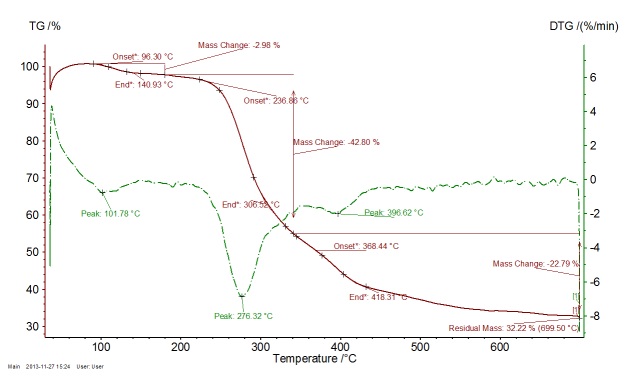 TG /%
DTG /(%/min)
Mass Change: -2.98 %
Onset*: 96.30 °C
100
6
End*: 140.93 °C
Onset*: 236.86 °C
90
4
80
2
Mass Change: -42.80 %
70
0
End*: 306.52 °C
Peak: 101.78 °C
Peak: 396.62 °C
60
-2
Onset*: 368.44 °C
50
-4
Mass Change: -22.79 %
40
-6
End*: 418.31 °C
Peak: 276.32 °C
30
-8
Residual Mass: 32.22 % (699.50 °C)
100 200 300 400 500 600
Temperature /°C
Main 2013-11-27 15:24 User: User